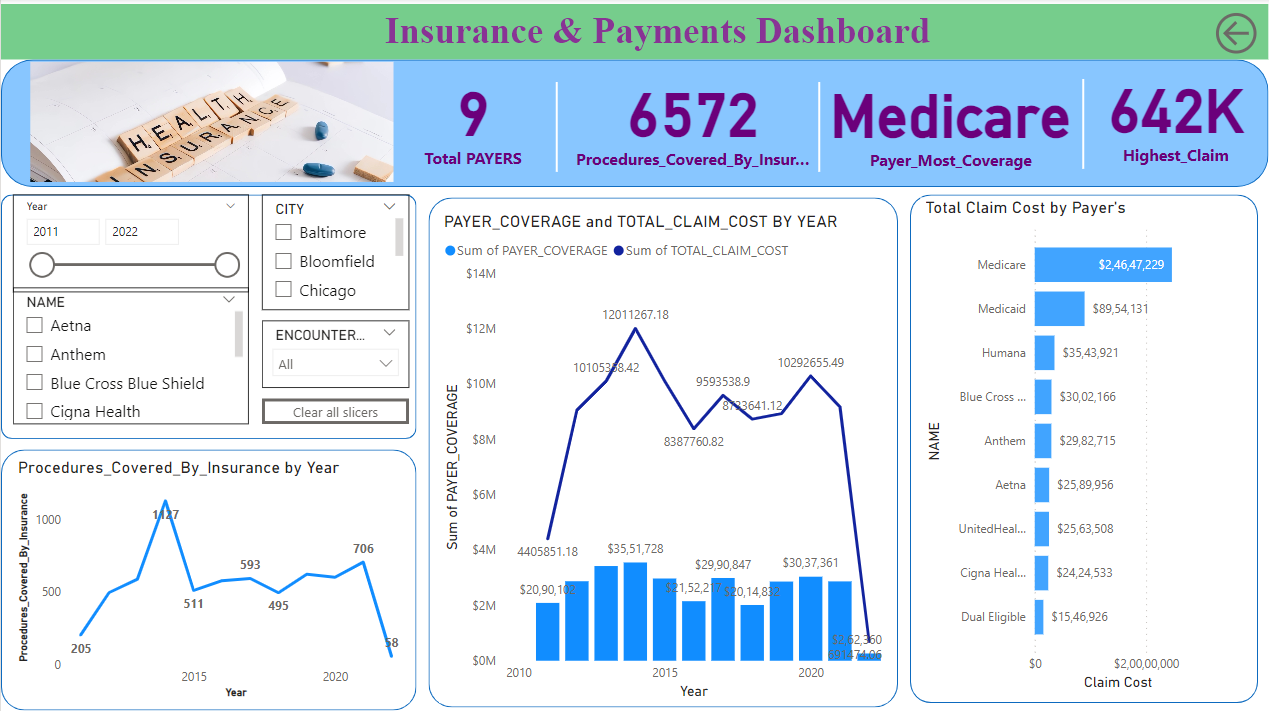 Insurance & Payments Dashboard
HEALTH
INSURANCE
9
Total PAYERS
6572
Procedures_Covered_By_Insur...
Medicare
Payer_Most_Coverage
642K
Highest_Claim
Year
2011 2022
NAME
Aetna
Anthem
Blue Cross Blue Shield
Cigna Health
CITY
Baltimore
Bloomfield
Chicago
ENCOUNTER...
All
Clear all slicers
Procedures_Covered_By_Insurance by Year
Procedures_Covered_By_Insurance
1000
500
0
205
1127
511
593
495
706
58
2015 2020
Year
PAYER_COVERAGE and TOTAL_CLAIM_COST BY YEAR
Sum of PAYER_COVERAGE Sum of TOTAL_CLAIM_COST
Sum of PAYER_COVERAGE
$14M
$12M
$10M
$8M
$6M
$4M
$2M
$0M
4405851.18
10105398.42
12011267.18
8387760.82
9593538.9
8733641.12
10292655.49
$20,90,102
$35,51,728
$21,52,217
$29,90,847
$20,14,832
$30,37,361
$2,62,360
2010 2015 2020
Year
Total Claim Cost by Payer's
NAME
Medicare $2,46,47,229
Medicaid $89,54,131
Humana $35,43,921
Blue Cross ... $30,02,166
Anthem $29,82,715
Aetna $25,89,956
UnitedHeal... $25,63,508
Cigna Heal... $24,24,533
Dual Eligible $15,46,926
$0 $2,00,00,000
Claim Cost